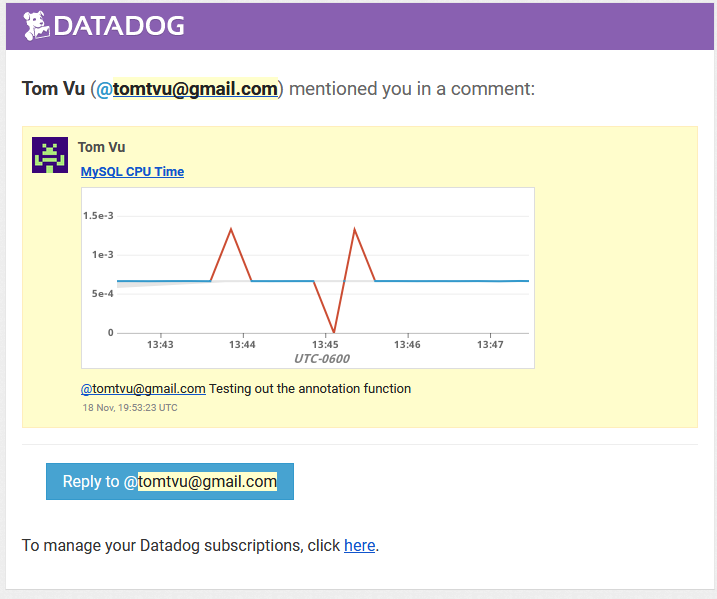 DATADOG
Tom Vu (@tomtvu@gmail.com) mentioned you in a comment:
Tom Vu
MySQL CPU Time
1.5e-3
1e-3
5e-4
0
13:43 13:44 13:45 13:46 13:47
UTC-0600
@tomtvu@gmail.com Testing out the annotation function
18 Nov, 19:53:23 UTC
Reply to @tomtvu@gmail.com
To manage your Datadog subscriptions, click here.